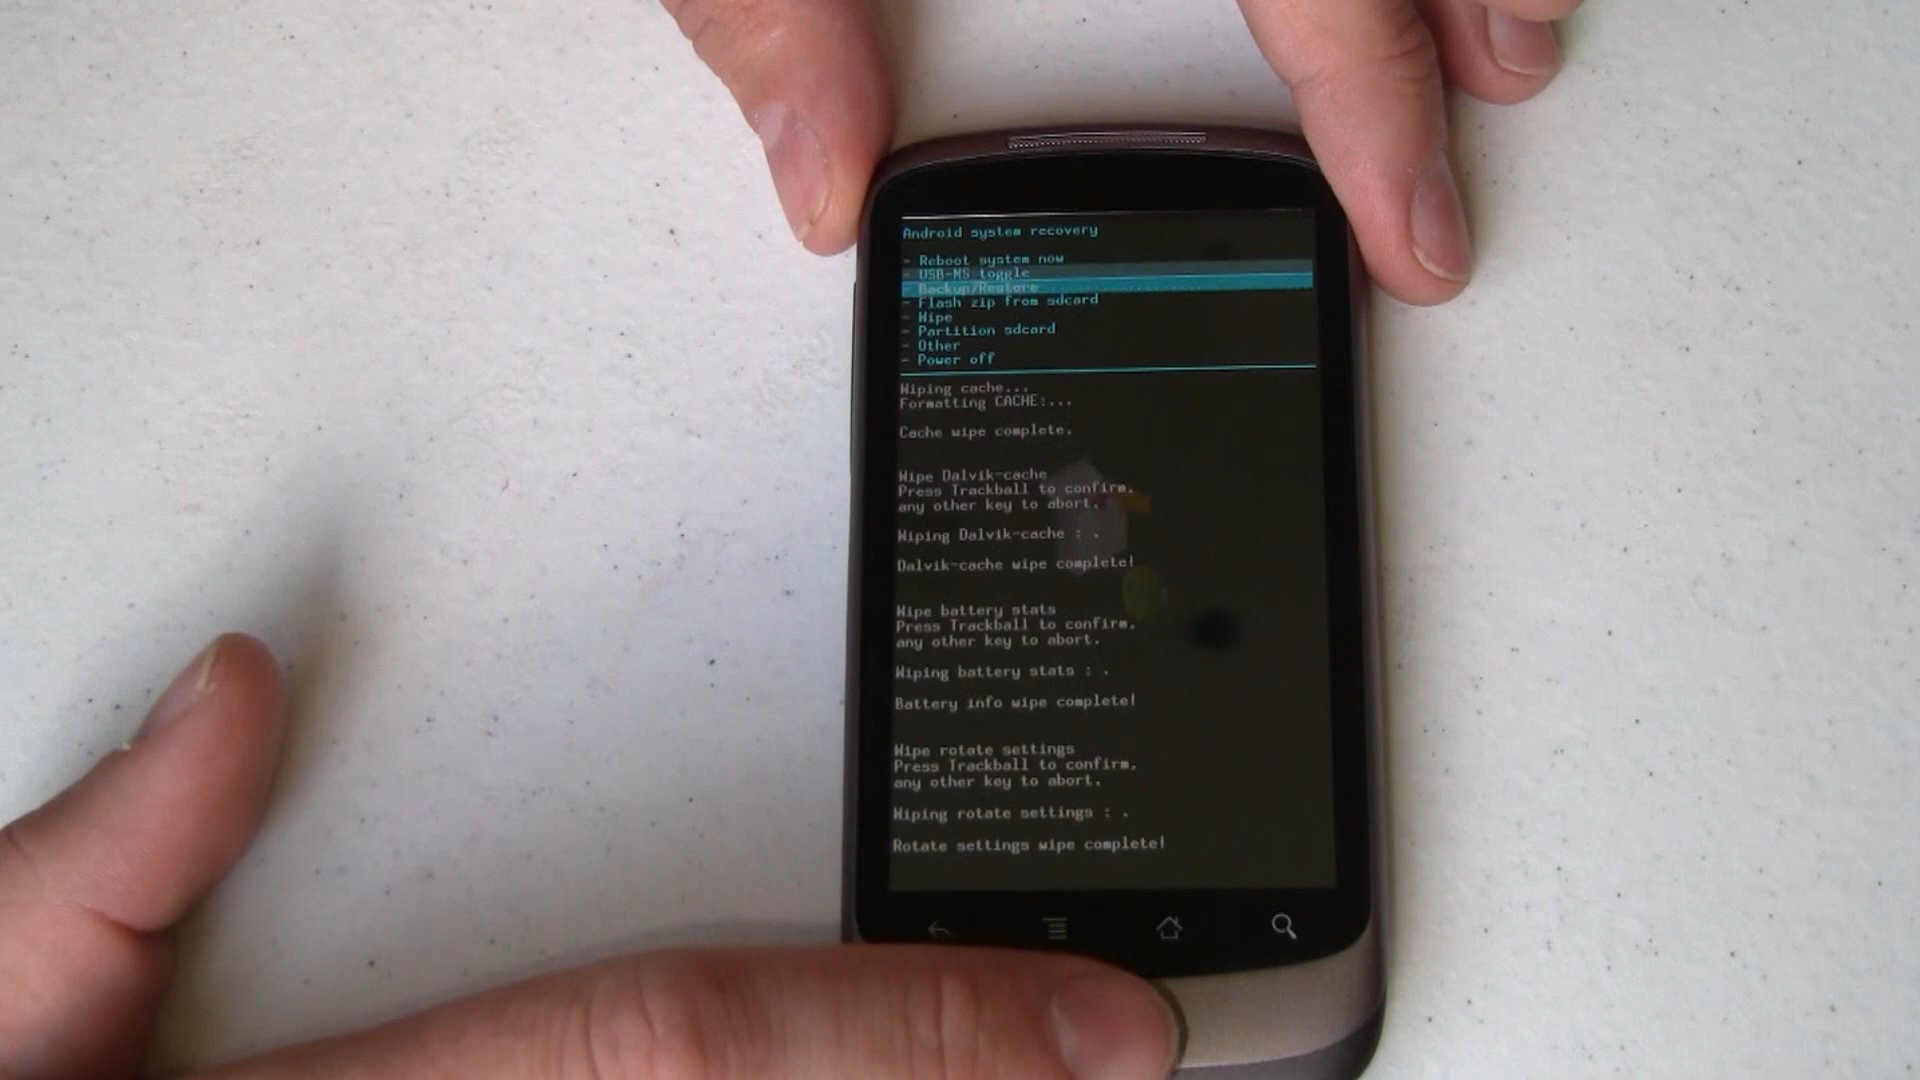 Android system recovery
- Reboot system now
- USB-MS toggle
- Backup/Restore
- Flash zip from sdcard
- Wipe
- Partition sdcard
- Other
- Power off
Wiping cache...
Formatting CACHE:...
Cache wipe complete.
Wipe Dalvik-cache
Press Trackball to confirm,
any other key to abort.
Wiping Dalvik-cache : .
Dalvik-cache wipe complete!
Wipe battery stats
Press Trackball to confirm,
any other key to abort.
Wiping battery stats : .
Battery info wipe complete!
Wipe rotate settings
Press Trackball to confirm,
any other key to abort.
Wiping rotate settings : .
Rotate settings wipe complete!